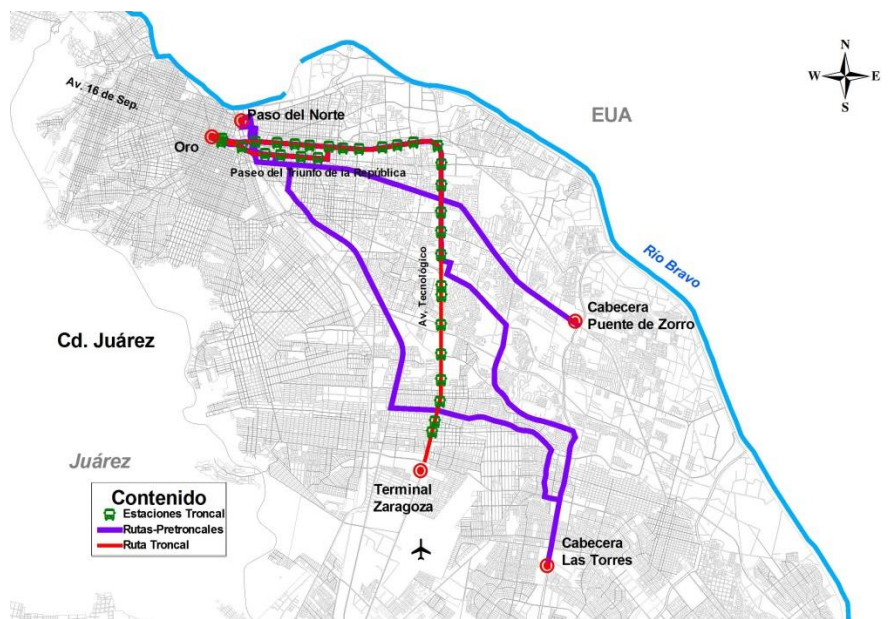 N
W
E
S
EUA
Av. 16 de Sep.
Paso del Norte
Oro
Paseo del Triunfo de la República
Río Bravo
Av. Tecnológico
Cabecera
Puente de Zorro
Cd. Juárez
Juárez
Terminal
Zaragoza
Cabecera
Las Torres
Contenido
Estaciones Troncal
Rutas-Pretroncales
Ruta Troncal